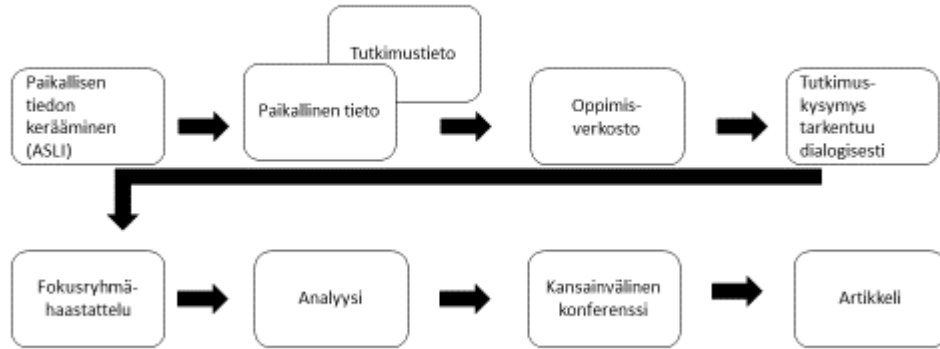 Tutkimustieto
Paikallisen
tiedon
kerääminen
(ASLI)
Paikallinen tieto
Oppimis-
verkosto
Tutkimus-
kysymys
tarkentuu
dialogisesti
Fokusryhmä-
haastattelu
Analyysi
Kansainvälinen
konferenssi
Artikkeli